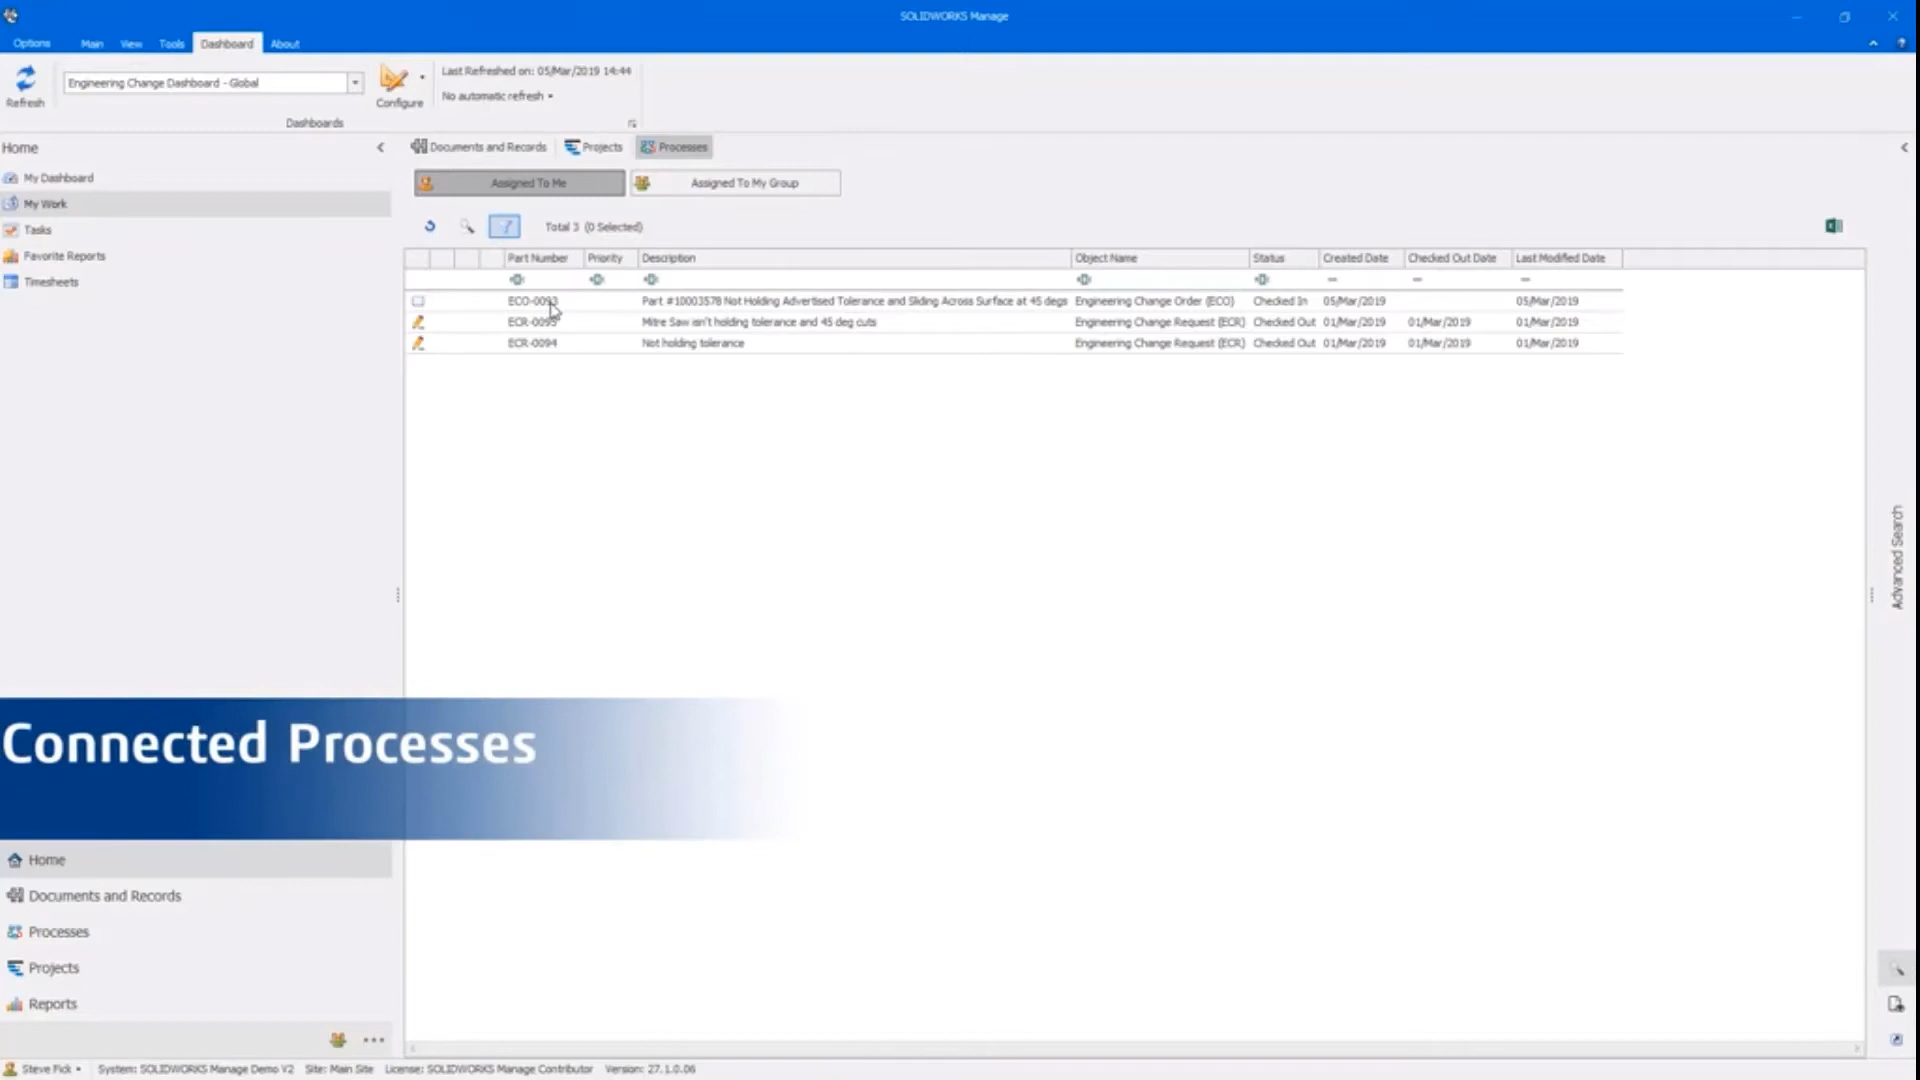 SOLIDWORKS Manage
Options Main View Tools Dashboard About
Refresh
Engineering Change Dashboard - Global
Configure
Last Refreshed on: 05/Mar/2019 14:44
No automatic refresh
Dashboards
Home
My Dashboard
My Work
Tasks
Favorite Reports
Timesheets
Documents and Records Projects Processes
Assigned To Me Assigned To My Group
Total 3 (0 Selected)
Part Number Priority Description Object Name Status Created Date Checked Out Date Last Modified Date
ECO-0093 Part #10003578 Not Holding Advertised Tolerance and Sliding Across Surface at 45 degs Engineering Change Order (ECO) Checked In 05/Mar/2019 05/Mar/2019
ECR-0095 Mitre Saw isn't holding tolerance and 45 deg cuts Engineering Change Request (ECR) Checked Out 01/Mar/2019 01/Mar/2019 01/Mar/2019
ECR-0094 Not holding tolerance Engineering Change Request (ECR) Checked Out 01/Mar/2019 01/Mar/2019 01/Mar/2019
Advanced Search
Connected Processes
Home
Documents and Records
Processes
Projects
Reports
Steve Pick System: SOLIDWORKS Manage Demo V2 Site: Main Site License: SOLIDWORKS Manage Contributor Version: 27.1.0.06